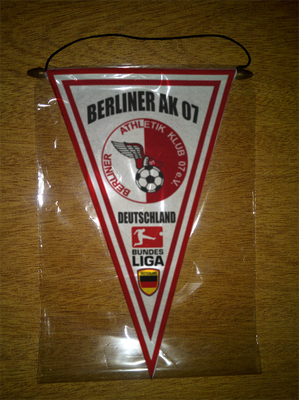 BERLINER AK 07
BERLINER ATHLETIK KLUB 07 e.V.
DEUTSCHLAND
BUNDES
LIGA